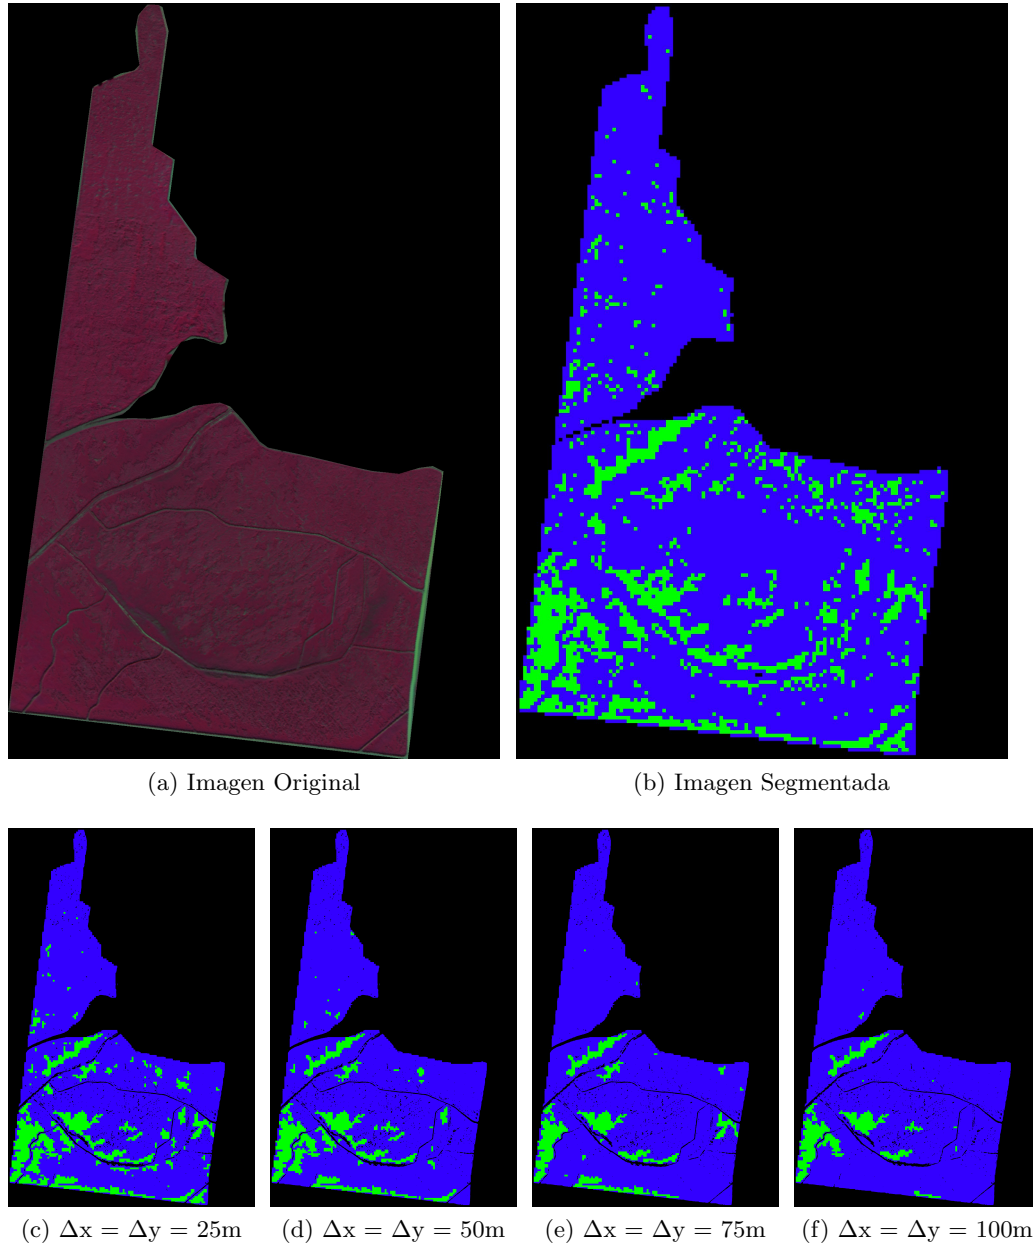 (a) Imagen Original
(b) Imagen Segmentada
(c) Δx = Δy = 25m
(d) Δx = Δy = 50m
(e) Δx = Δy = 75m
(f) Δx = Δy = 100m